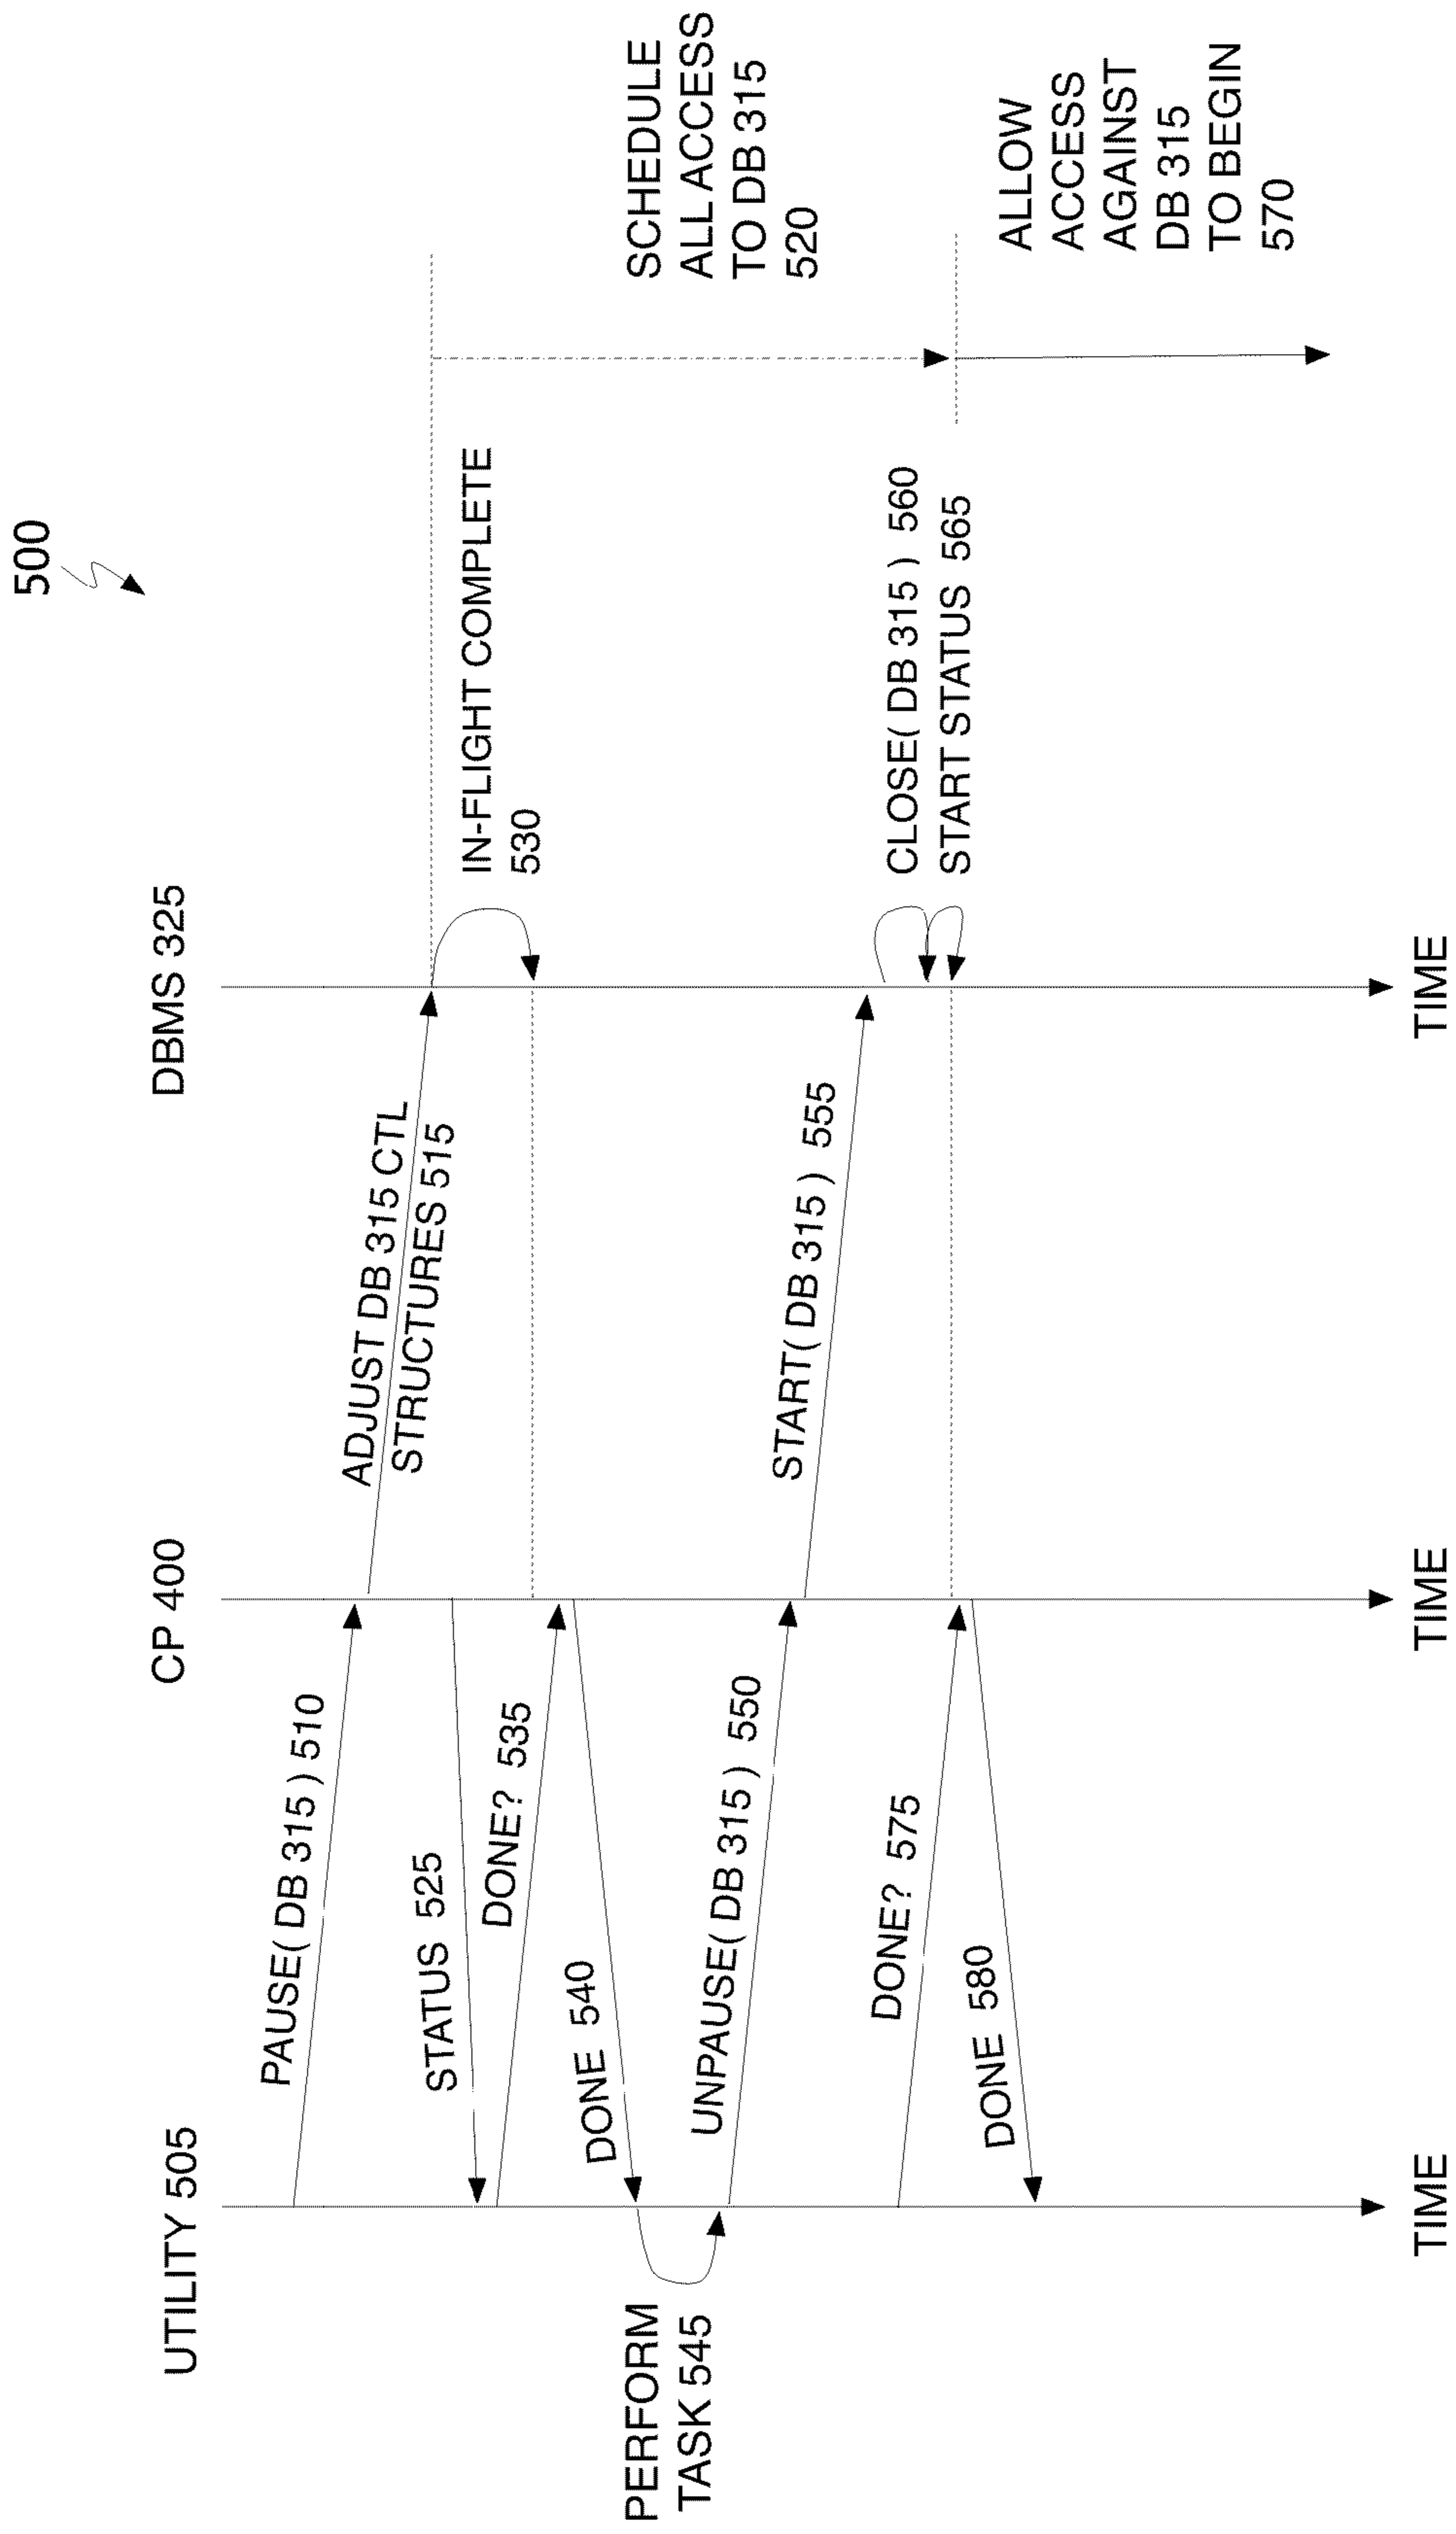 500
UTILITY 505
CP 400
DBMS 325
PAUSE( DB 315 ) 510
ADJUST DB 315 CTL
STRUCTURES 515
STATUS 525
IN-FLIGHT COMPLETE
530
DONE? 535
DONE 540
SCHEDULE
ALL ACCESS
TO DB 315
520
PERFORM
TASK 545
UNPAUSE( DB 315 ) 550
START( DB 315 ) 555
CLOSE( DB 315 ) 560
START STATUS 565
DONE? 575
DONE 580
ALLOW
ACCESS
AGAINST
DB 315
TO BEGIN
570
TIME
TIME
TIME